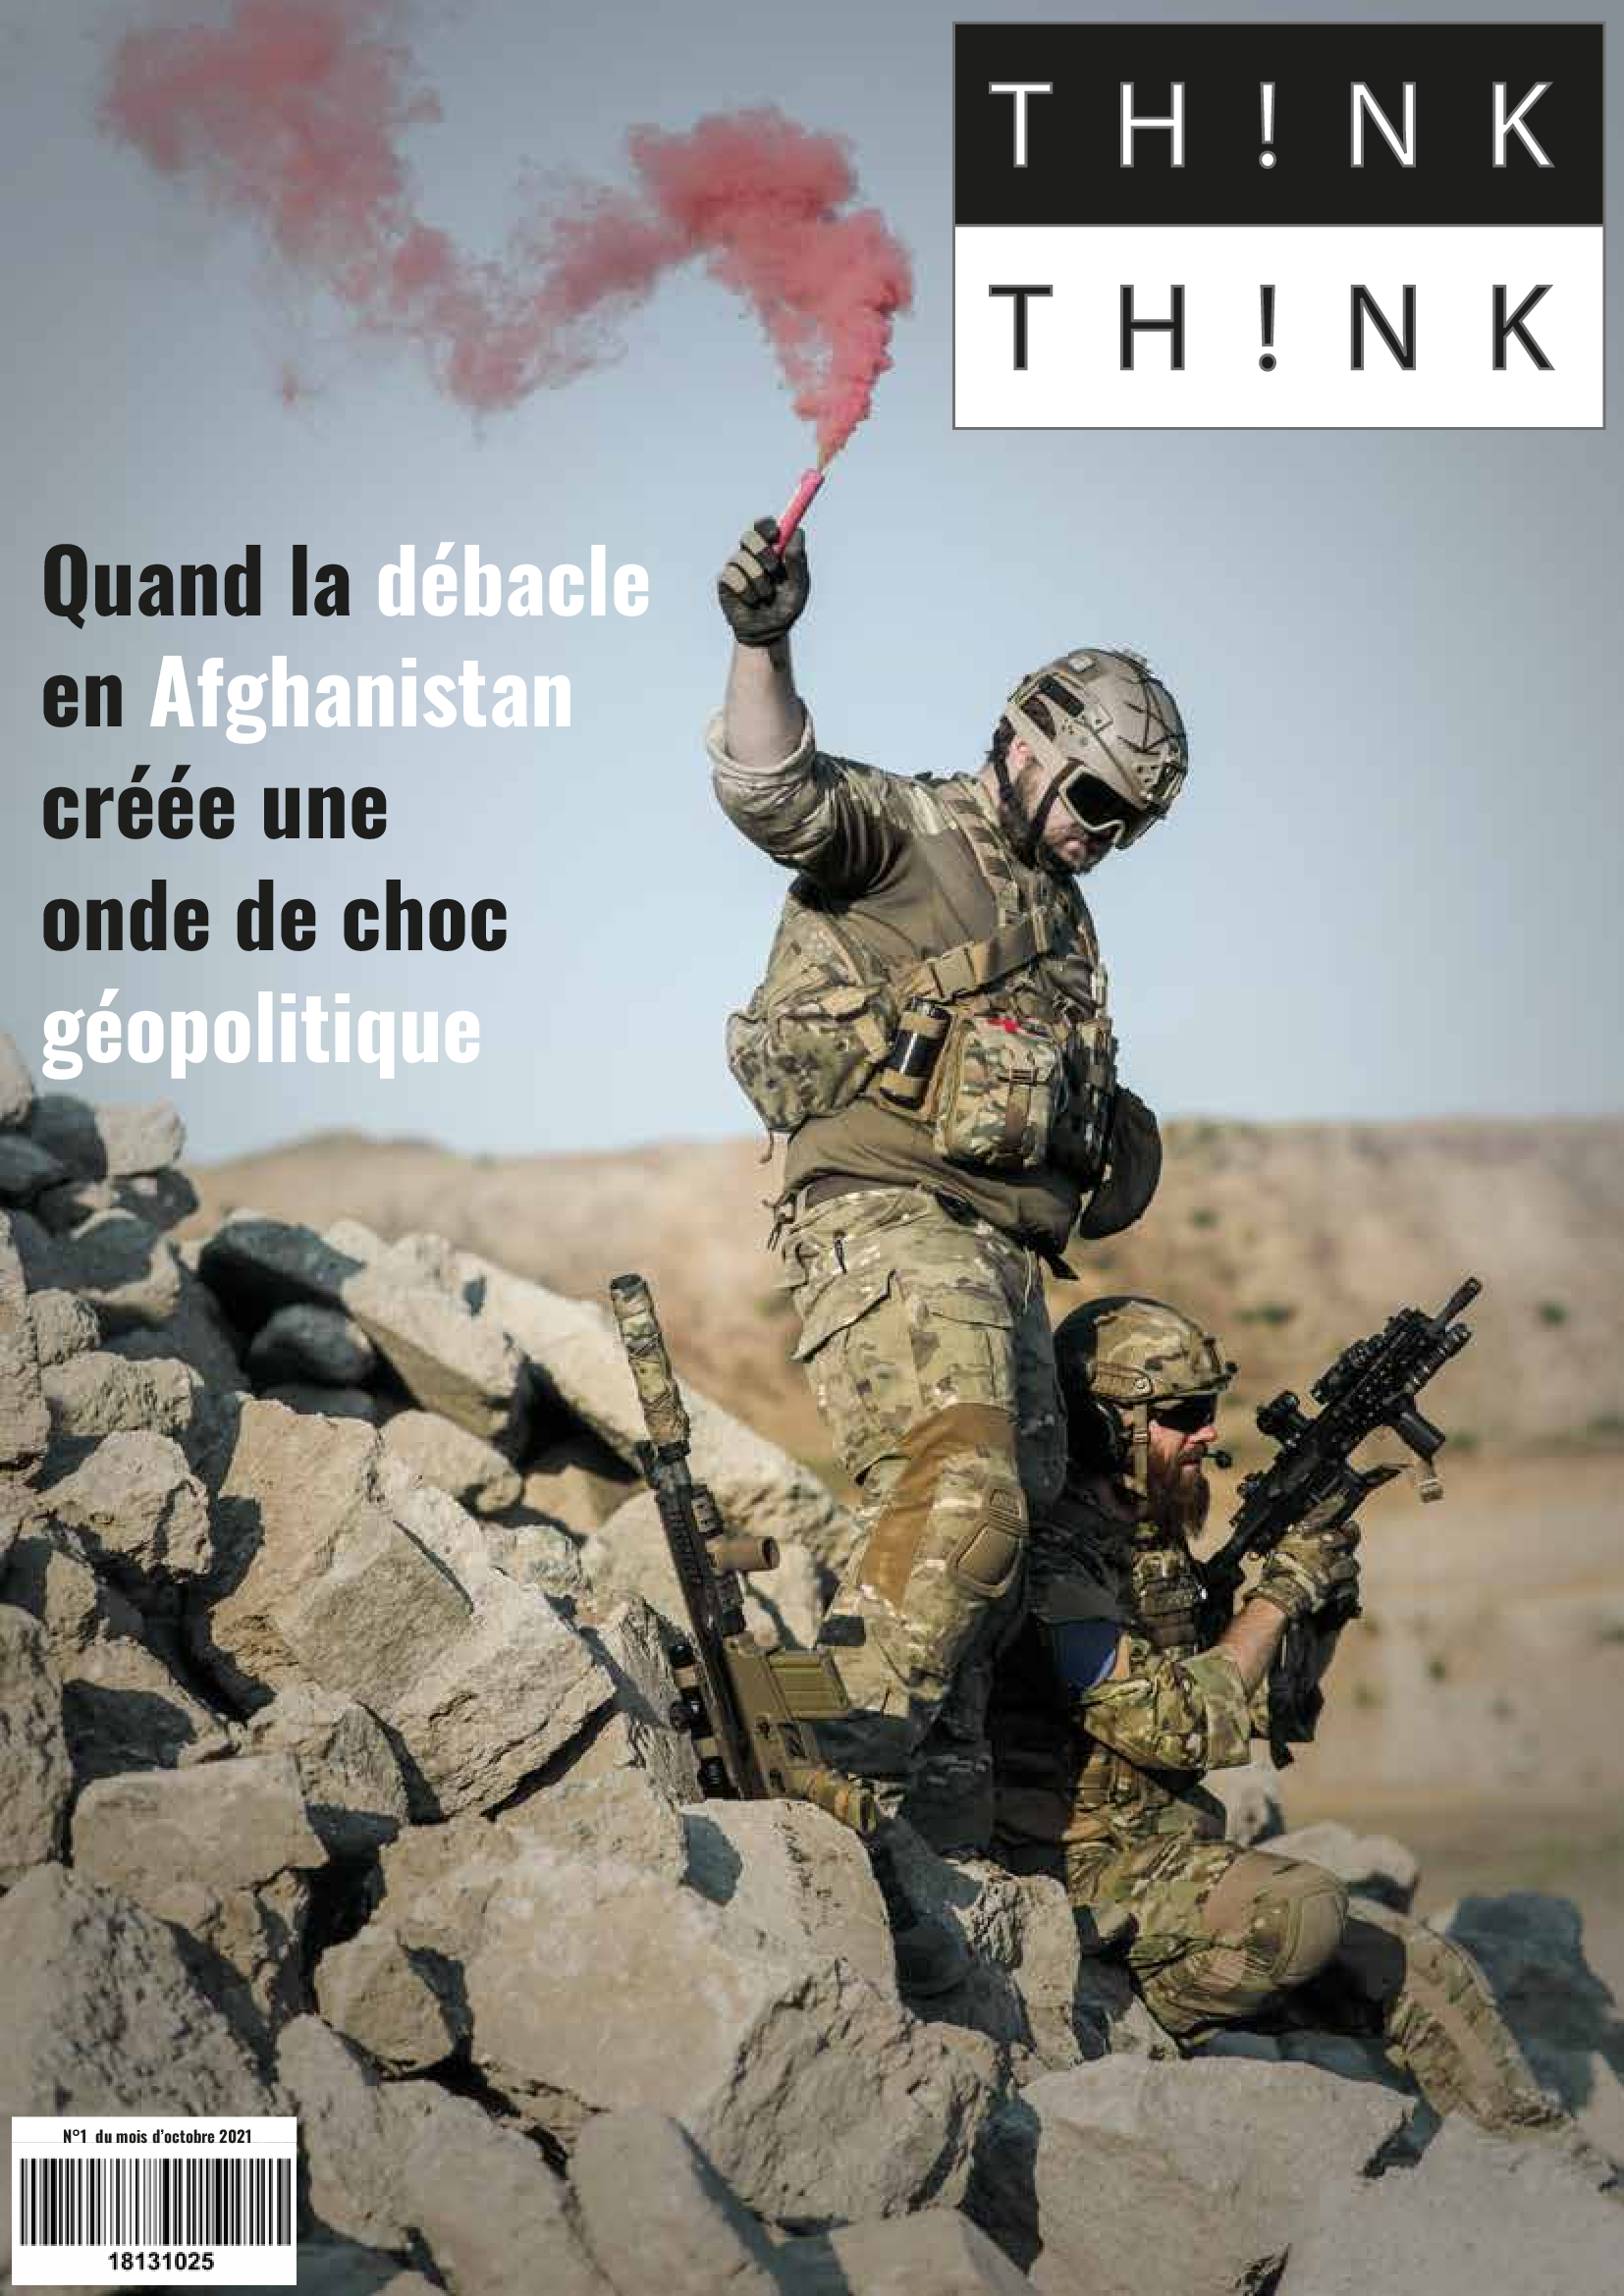 TH!NK
TH!NK
Quand la débacle
en Afghanistan
créée une
onde de choc
géopolitique
N°1 du mois d'octobre 2021
18131025